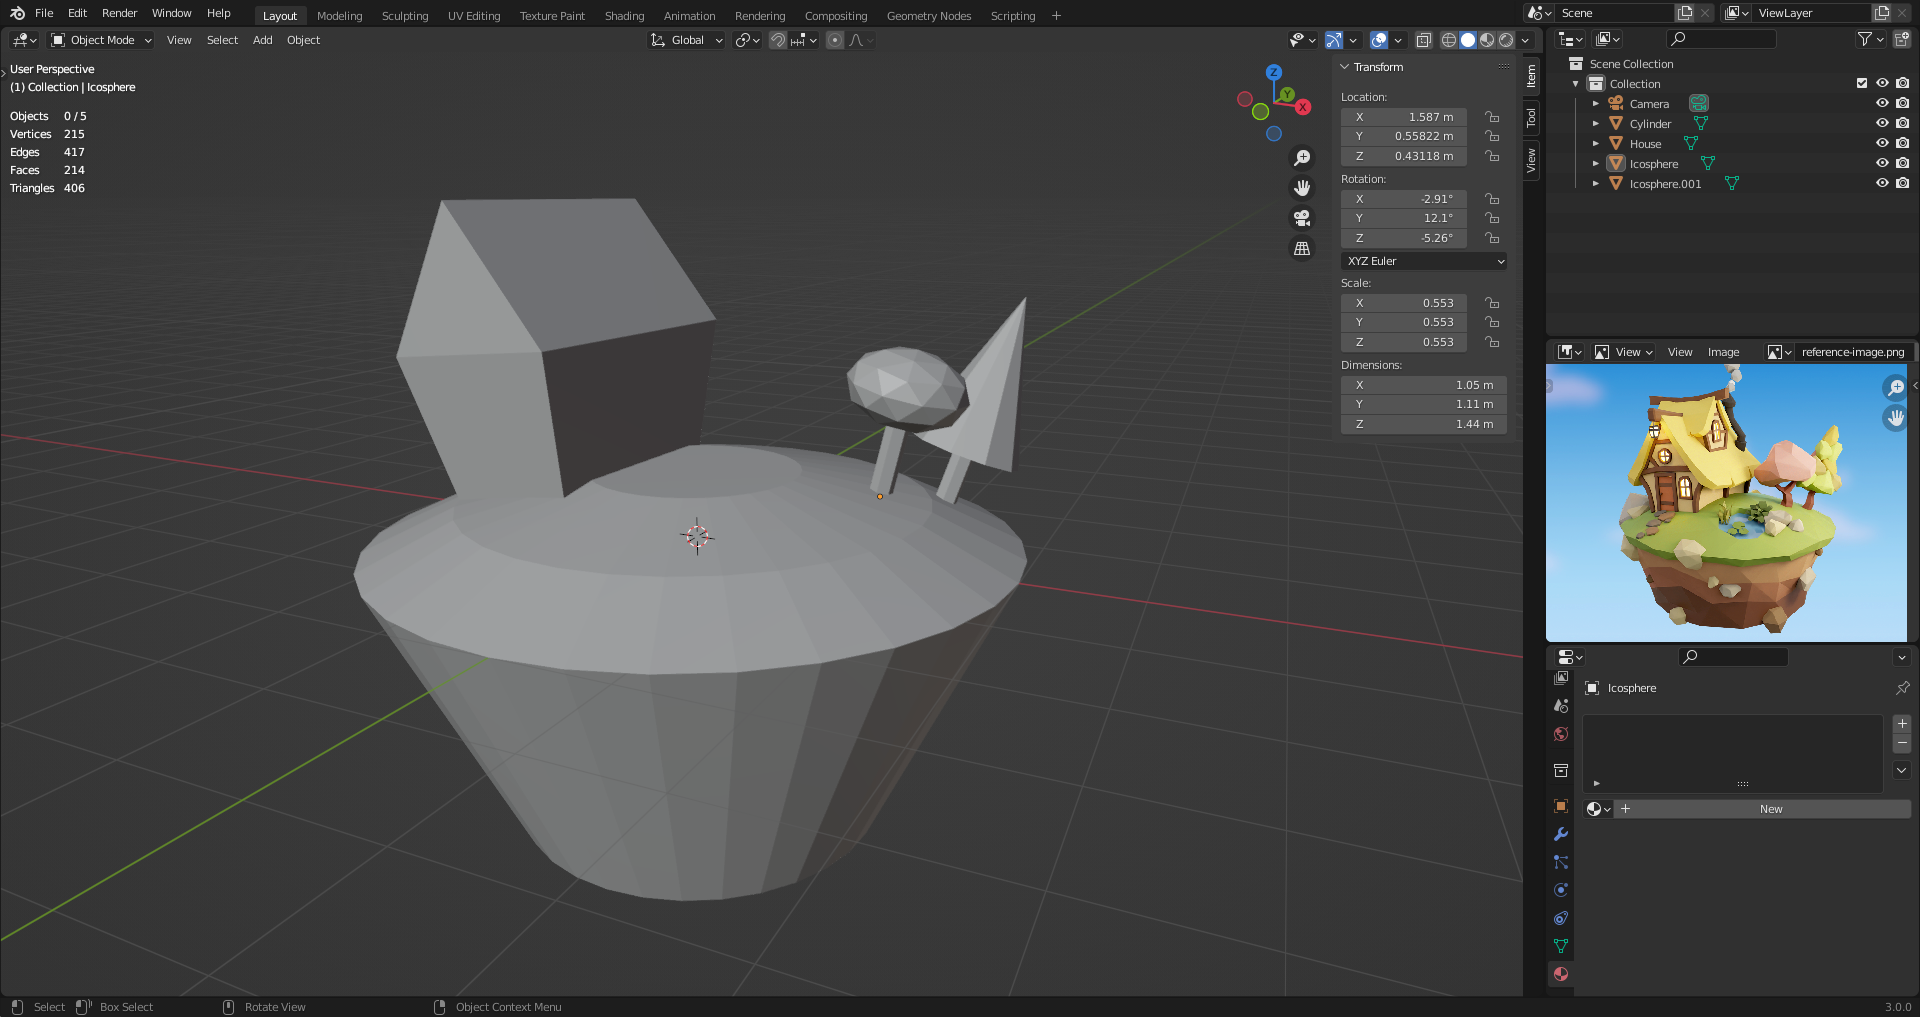 File Edit Render Window Help Layout Modeling Sculpting UV Editing Texture Paint Shading Animation Rendering Compositing Geometry Nodes Scripting + Scene ViewLayer
Object Mode View Select Add Object Global
User Perspective
(1) Collection | Icosphere
Objects 0 / 5
Vertices 215
Edges 417
Faces 214
Triangles 406
Z
Y
X
Transform
Location:
X 1.587 m
Y 0.55822 m
Z 0.43118 m
Rotation:
X -2.91°
Y 12.1°
Z -5.26°
XYZ Euler
Scale:
X 0.553
Y 0.553
Z 0.553
Dimensions:
X 1.05 m
Y 1.11 m
Z 1.44 m
Item
Tool
View
Scene Collection
Collection
Camera
Cylinder
House
Icosphere
Icosphere.001
View View Image reference-image.png
Icosphere
+ New
Select Box Select Rotate View Object Context Menu 3.0.0